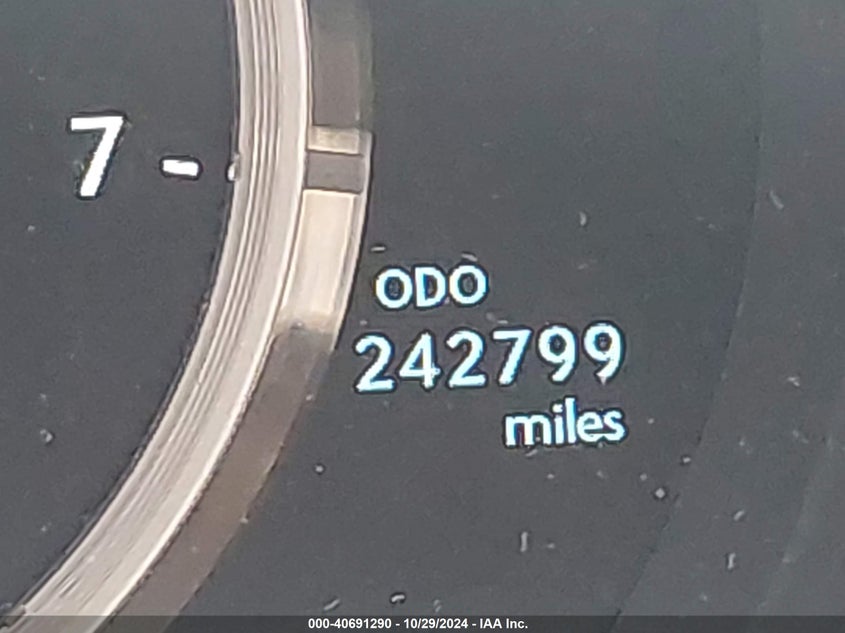 7 -
ODO
242799
miles
000-40691290 - 10/29/2024 - IAA Inc.